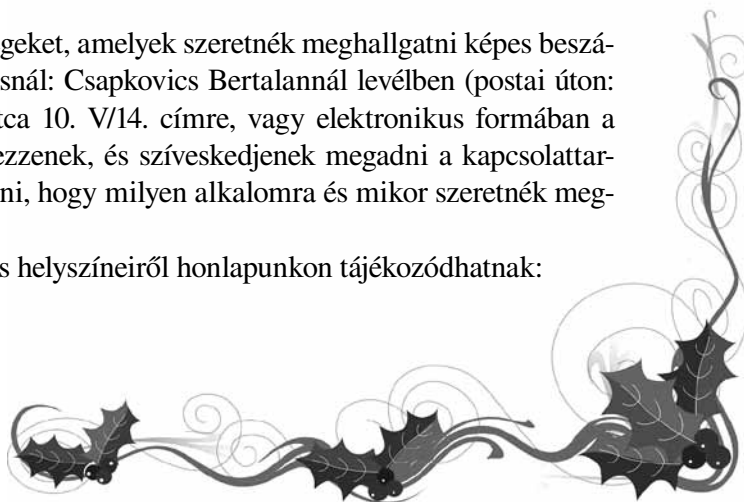 geket, amelyek szeretnék meghallgatni képes beszá-
snál: Csapkovics Bertalannál levélben (postai úton:
tca 10. V/14. címre, vagy elektronikus formában a
ezzenek, és szíveskedjenek megadni a kapcsolattar-
ni, hogy milyen alkalomra és mikor szeretnék meg-
s helyszíneiről honlapunkon tájékozódhatnak: